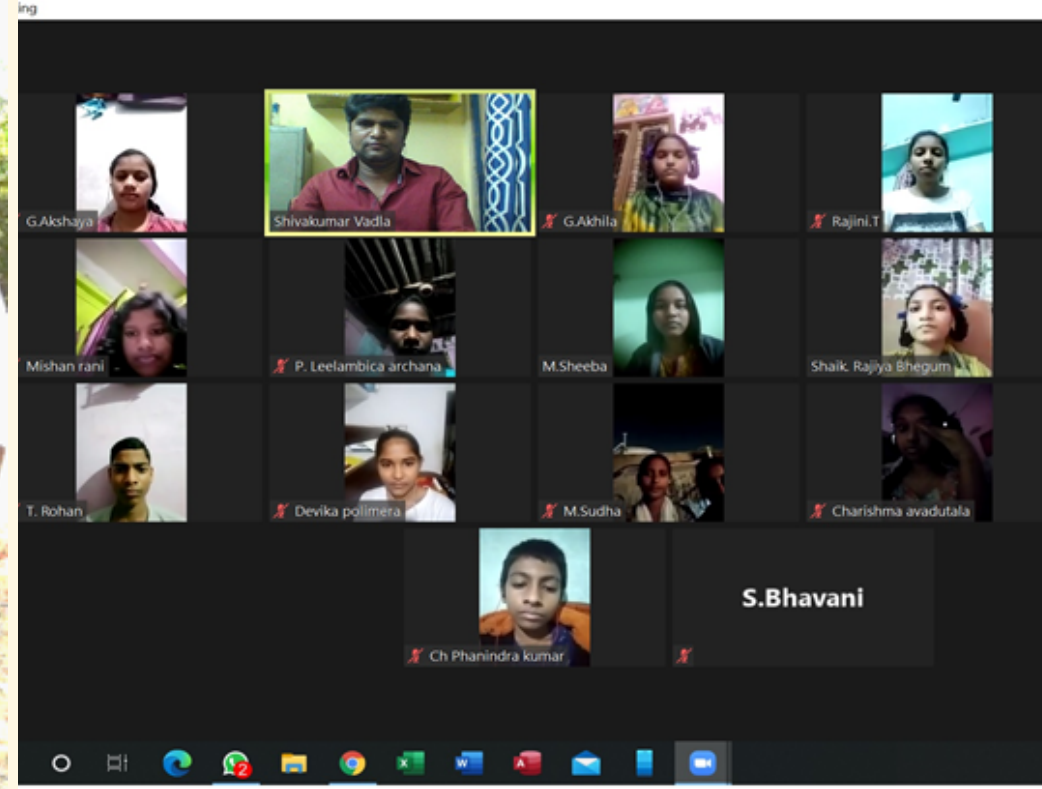 ing
G.Akshaya
Shivakumar Vadla
G.Akhila
Rajini.T
Mishan rani
P. Leelambica archana
M.Sheeba
Shaik. Rajiya Bhegum
T. Rohan
Devika polimera
M.Sudha
Charishma avadutala
Ch Phanindra kumar
S.Bhavani
2
X
W
A